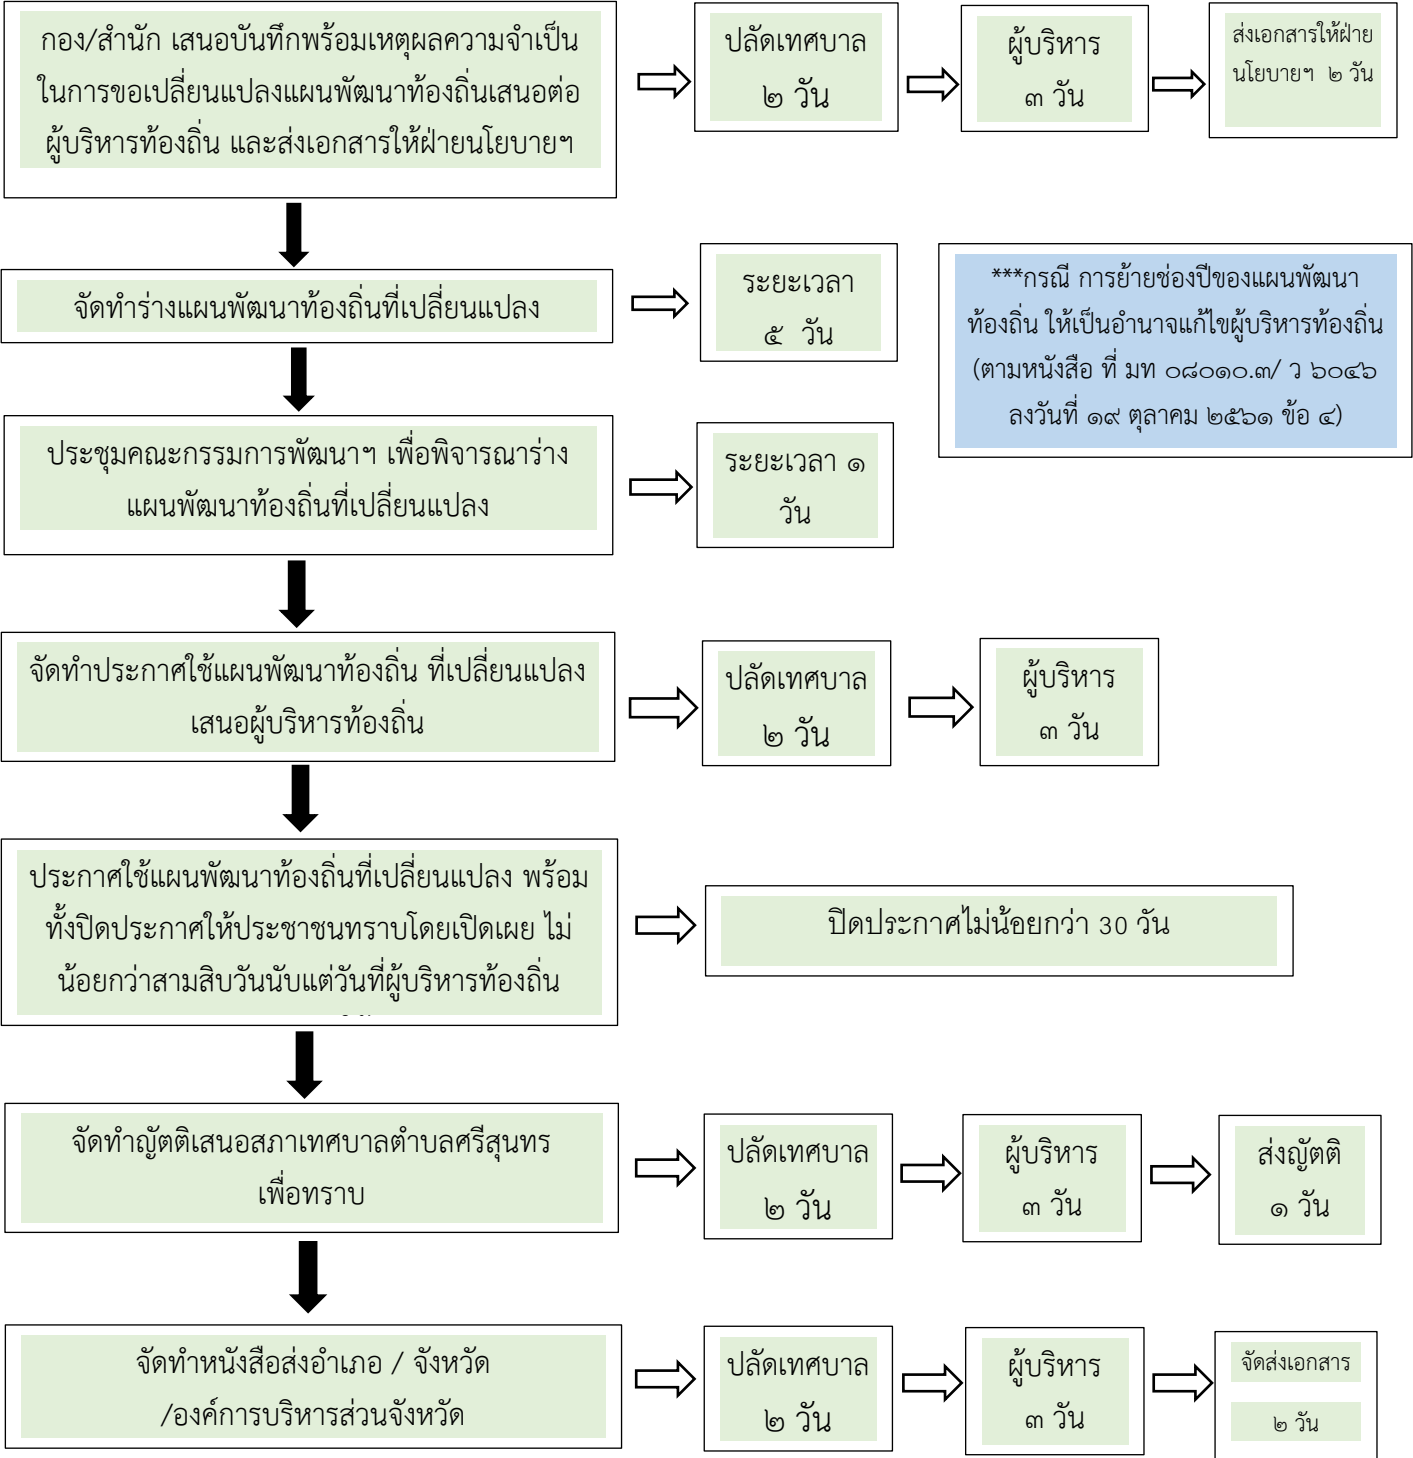 กอง/สำนัก เสนอบันทึกพร้อมเหตุผลความจำเป็น
ในการขอเปลี่ยนแปลงแผนพัฒนาท้องถิ่นเสนอต่อ
ผู้บริหารท้องถิ่น และส่งเอกสารให้ฝ่ายนโยบายฯ
ปลัดเทศบาล
๒ วัน
ผู้บริหาร
๓ วัน
ส่งเอกสารให้ฝ่าย
นโยบายฯ ๒ วัน
จัดทำร่างแผนพัฒนาท้องถิ่นที่เปลี่ยนแปลง
ระยะเวลา
๕ วัน
***กรณี การย้ายช่องปีของแผนพัฒนา
ท้องถิ่น ให้เป็นอำนาจแก้ไขผู้บริหารท้องถิ่น
(ตามหนังสือ ที่ มท ๐๘๐๑๐.๓/ ว ๖๐๔๖
ลงวันที่ ๑๙ ตุลาคม ๒๕๖๑ ข้อ ๔)
ประชุมคณะกรรมการพัฒนาฯ เพื่อพิจารณาร่าง
แผนพัฒนาท้องถิ่นที่เปลี่ยนแปลง
ระยะเวลา ๑
วัน
จัดทำประกาศใช้แผนพัฒนาท้องถิ่น ที่เปลี่ยนแปลง
เสนอผู้บริหารท้องถิ่น
ปลัดเทศบาล
๒ วัน
ผู้บริหาร
๓ วัน
ประกาศใช้แผนพัฒนาท้องถิ่นที่เปลี่ยนแปลง พร้อม
ทั้งปิดประกาศให้ประชาชนทราบโดยเปิดเผย ไม่
น้อยกว่าสามสิบวันนับแต่วันที่ผู้บริหารท้องถิ่น
ปิดประกาศไม่น้อยกว่า 30 วัน
จัดทำญัตติเสนอสภาเทศบาลตำบลศรีสุนทร
เพื่อทราบ
ปลัดเทศบาล
๒ วัน
ผู้บริหาร
๓ วัน
ส่งญัตติ
๑ วัน
จัดทำหนังสือส่งอำเภอ / จังหวัด
/องค์การบริหารส่วนจังหวัด
ปลัดเทศบาล
๒ วัน
ผู้บริหาร
๓ วัน
จัดส่งเอกสาร
๒ วัน